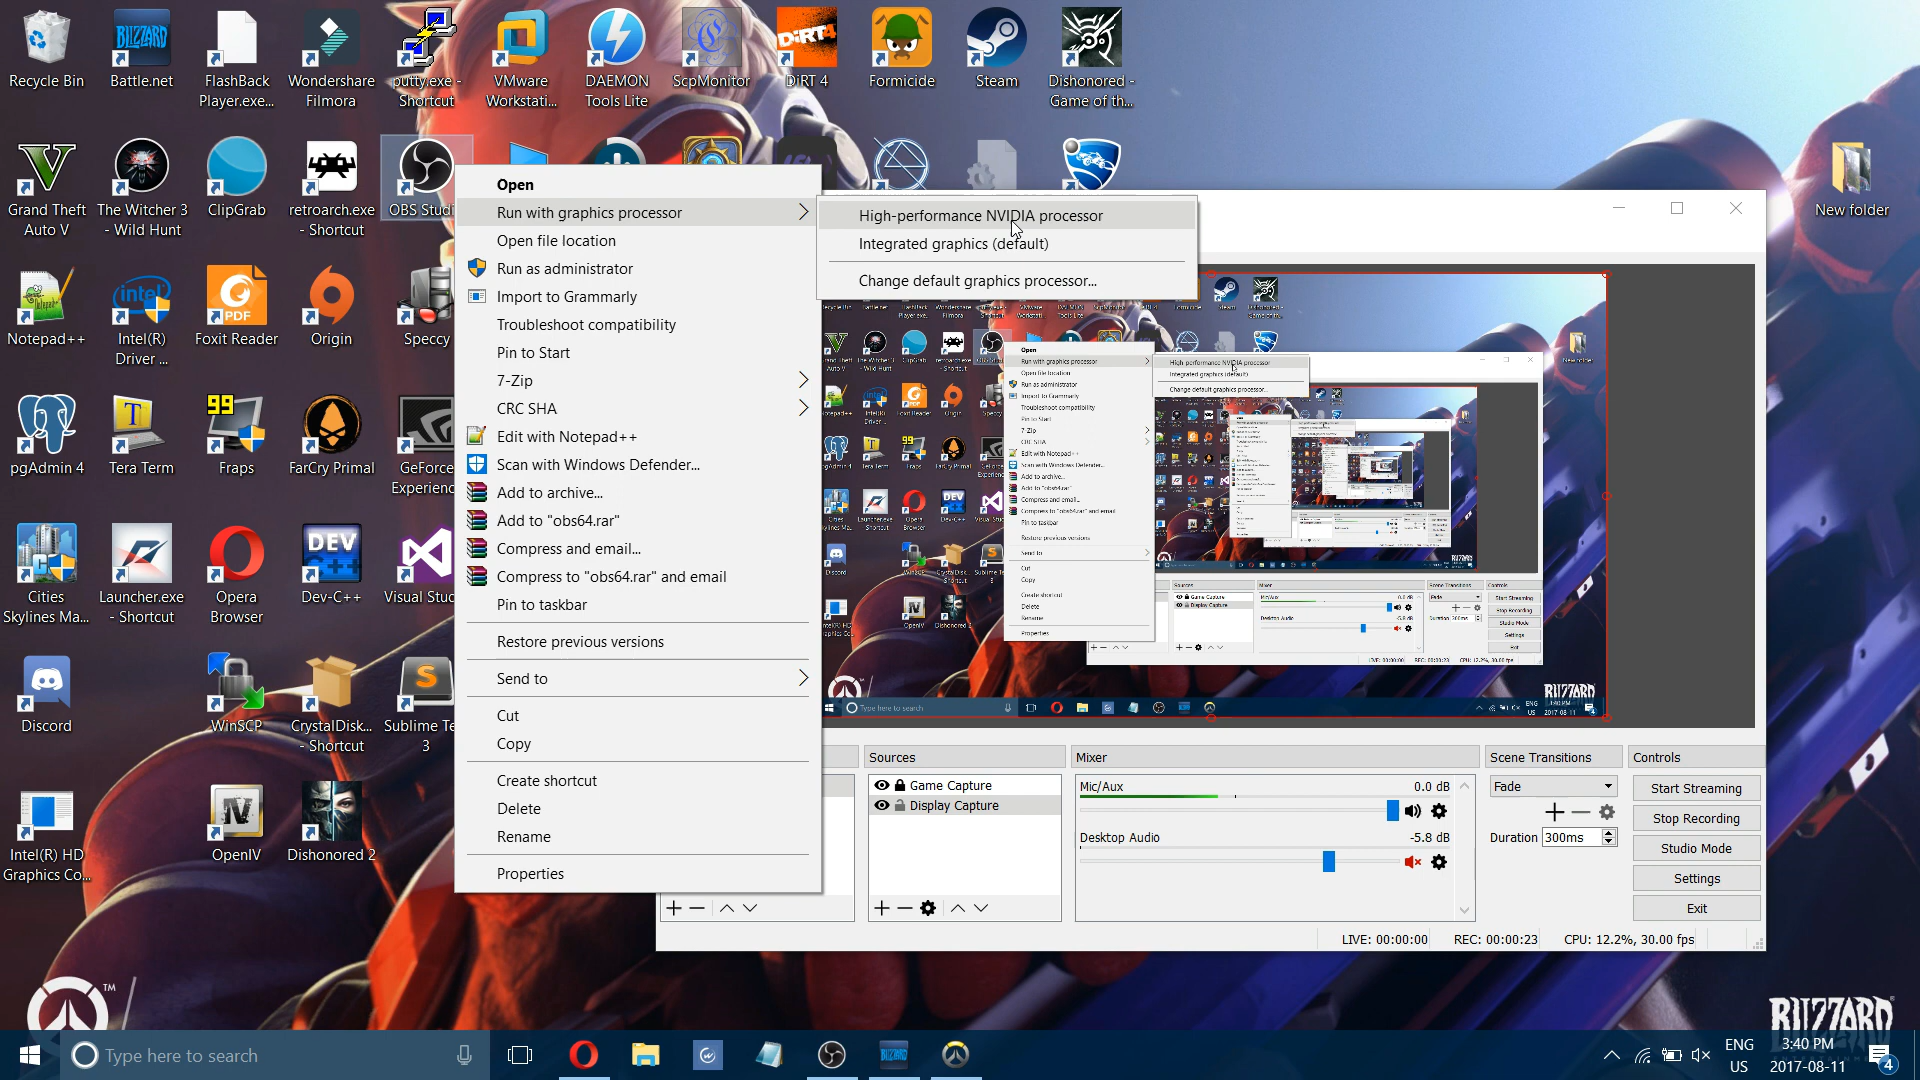 Recycle Bin
Battle.net
FlashBack
Player.exe...
Wondershare
Filmora
putty.exe -
Shortcut
VMware
Workstati...
DAEMON
Tools Lite
ScpMonitor
DiRT 4
Formicide
Steam
Dishonored -
Game of th...
Grand Theft
Auto V
The Witcher 3
- Wild Hunt
ClipGrab
retroarch.exe
- Shortcut
OBS Studi
New folder
Notepad++
Intel(R)
Driver ...
Foxit Reader
Origin
Speccy
pgAdmin 4
Tera Term
Fraps
FarCry Primal
GeForce
Experienc
Cities
Skylines Ma...
Launcher.exe
- Shortcut
Opera
Browser
Dev-C++
Visual Stud
Discord
WinSCP
CrystalDisk...
- Shortcut
Sublime Te
3
Intel(R) HD
Graphics Co...
OpenIV
Dishonored 2
Open
Run with graphics processor
Open file location
Run as administrator
Import to Grammarly
Troubleshoot compatibility
Pin to Start
7-Zip
CRC SHA
Edit with Notepad++
Scan with Windows Defender...
Add to archive...
Add to "obs64.rar"
Compress and email...
Compress to "obs64.rar" and email
Pin to taskbar
Restore previous versions
Send to
Cut
Copy
Create shortcut
Delete
Rename
Properties
High-performance NVIDIA processor
Integrated graphics (default)
Change default graphics processor...
Sources
Game Capture
Display Capture
Mixer
Mic/Aux
0.0 dB
Desktop Audio
-5.8 dB
Scene Transitions
Fade
Duration 300ms
Controls
Start Streaming
Stop Recording
Studio Mode
Settings
Exit
LIVE: 00:00:00
REC: 00:00:23
CPU: 12.2%, 30.00 fps
BLIZZARD
Type here to search
ENG
US
3:40 PM
2017-08-11
4